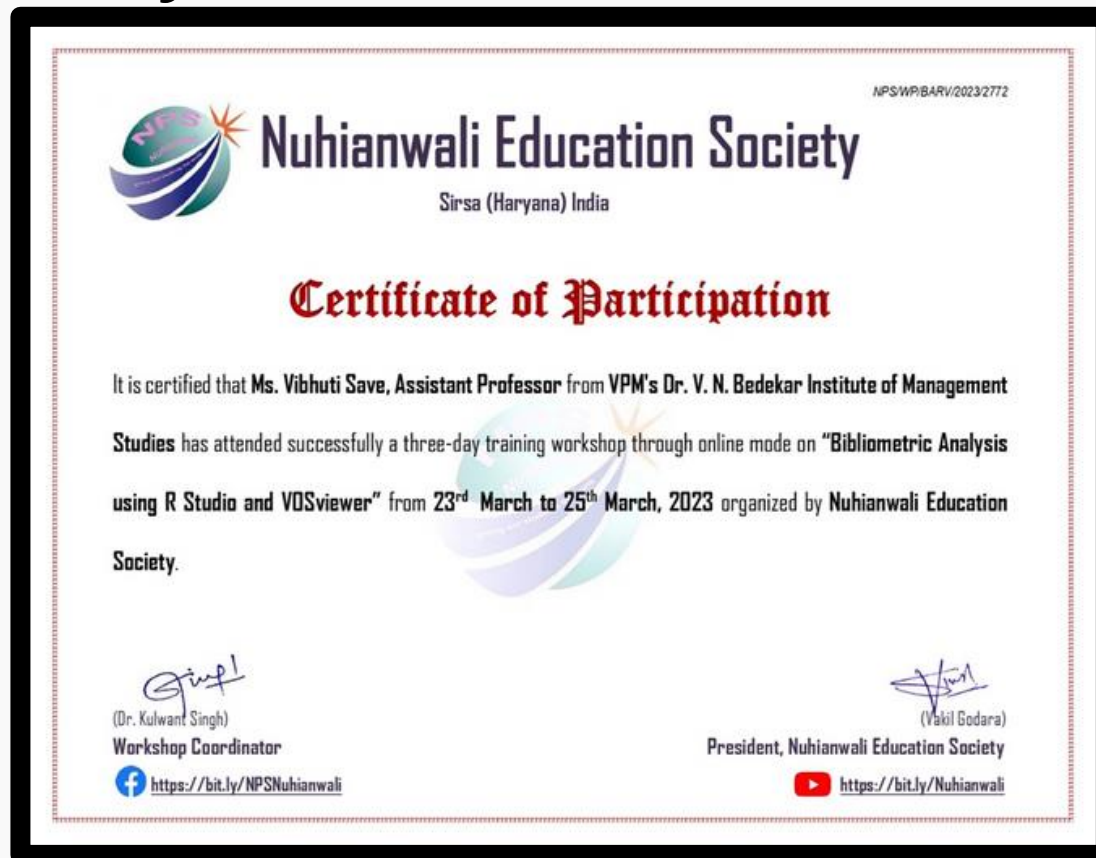 NPS/WP/BARV/2023/2772
NPS
Nuhianwali Education Society
Sirsa (Haryana) India
Certificate of Participation
It is certified that Ms. Vibhuti Save, Assistant Professor from VPM's Dr. V. N. Bedekar Institute of Management
Studies has attended successfully a three-day training workshop through online mode on "Bibliometric Analysis
using R Studio and VOSviewer" from 23rd March to 25th March, 2023 organized by Nuhianwali Education
Society.
(Dr. Kulwant Singh)
(Vakil Godara)
Workshop Coordinator
President, Nuhianwali Education Society
https://bit.ly/NPSNuhianwali
https://bit.ly/Nuhianwali